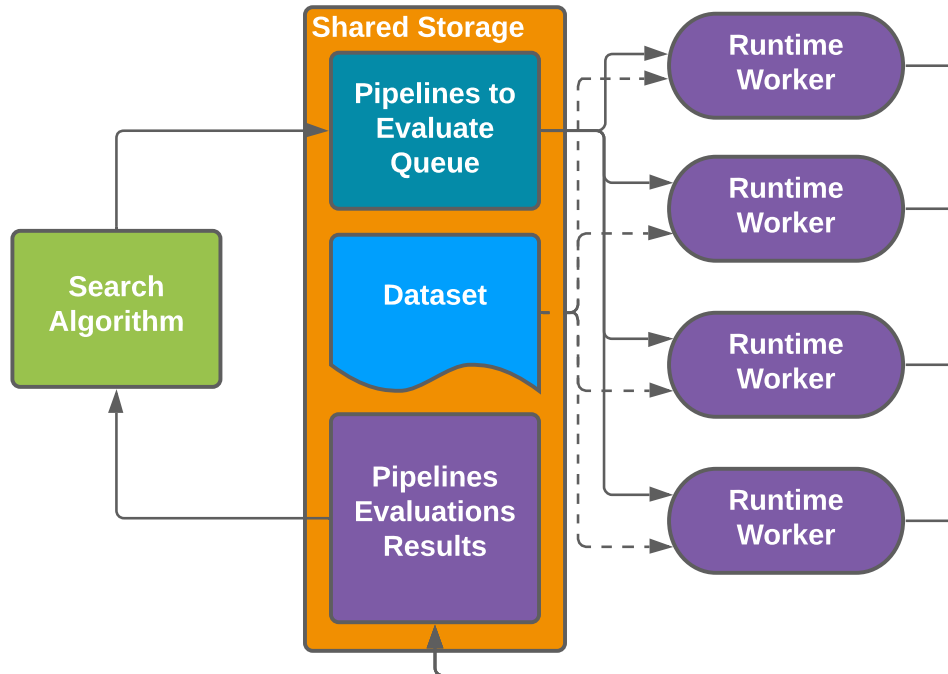 Shared Storage
Pipelines to
Evaluate
Queue
Dataset
Pipelines
Evaluations
Results
Search
Algorithm
Runtime
Worker
Runtime
Worker
Runtime
Worker
Runtime
Worker